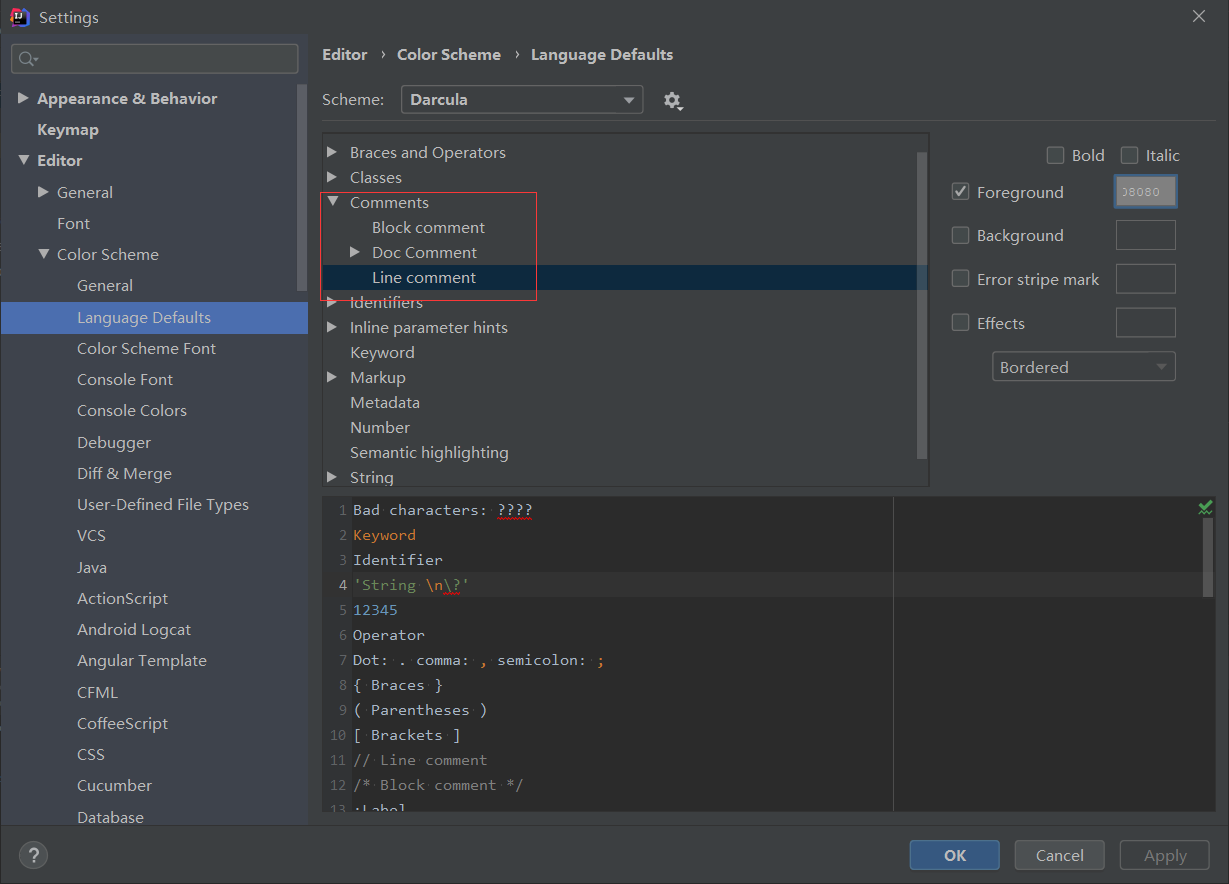 Settings
Appearance & Behavior
Keymap
Editor
General
Font
Color Scheme
General
Language Defaults
Color Scheme Font
Console Font
Console Colors
Debugger
Diff & Merge
User-Defined File Types
VCS
Java
ActionScript
Android Logcat
Angular Template
CFML
CoffeeScript
CSS
Cucumber
Database
Editor › Color Scheme › Language Defaults
Scheme: Darcula
Braces and Operators
Classes
Comments
Block comment
Doc Comment
Line comment
Identifiers
Inline parameter hints
Keyword
Markup
Metadata
Number
Semantic highlighting
String
Bold Italic
Foreground 08080
Background
Error stripe mark
Effects
Bordered
1 Bad characters: ????
2 Keyword
3 Identifier
4 'String \n\?'
5 12345
6 Operator
7 Dot: . comma: , semicolon: ;
8 { Braces }
9 ( Parentheses )
10 [ Brackets ]
11 // Line comment
12 /* Block comment */
13 :Label
? OK Cancel Apply